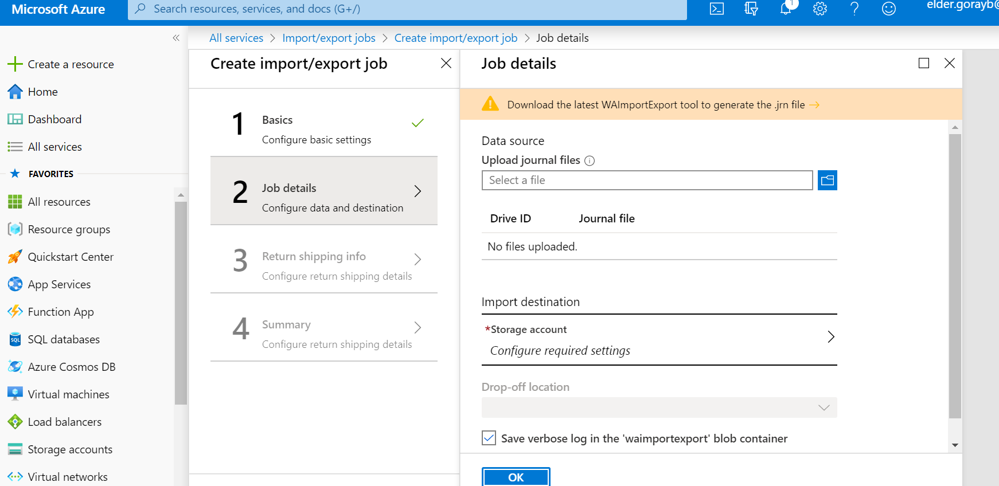 Microsoft Azure
Search resources, services, and docs (G+/)
1
elder.gorayb@
All services > Import/export jobs > Create import/export job > Job details
Create a resource
Home
Dashboard
All services
FAVORITES
All resources
Resource groups
Quickstart Center
App Services
Function App
SQL
SQL databases
Azure Cosmos DB
Virtual machines
Load balancers
Storage accounts
Virtual networks
Create import/export job
1
Basics
Configure basic settings
2
Job details
Configure data and destination
3
Return shipping info
Configure return shipping details
4
Summary
Configure return shipping details
Job details
Download the latest WAImportExport tool to generate the .jrn file →
Data source
Upload journal files
Select a file
Drive ID Journal file
No files uploaded.
Import destination
*Storage account
Configure required settings
Drop-off location
Save verbose log in the 'waimportexport' blob container
OK